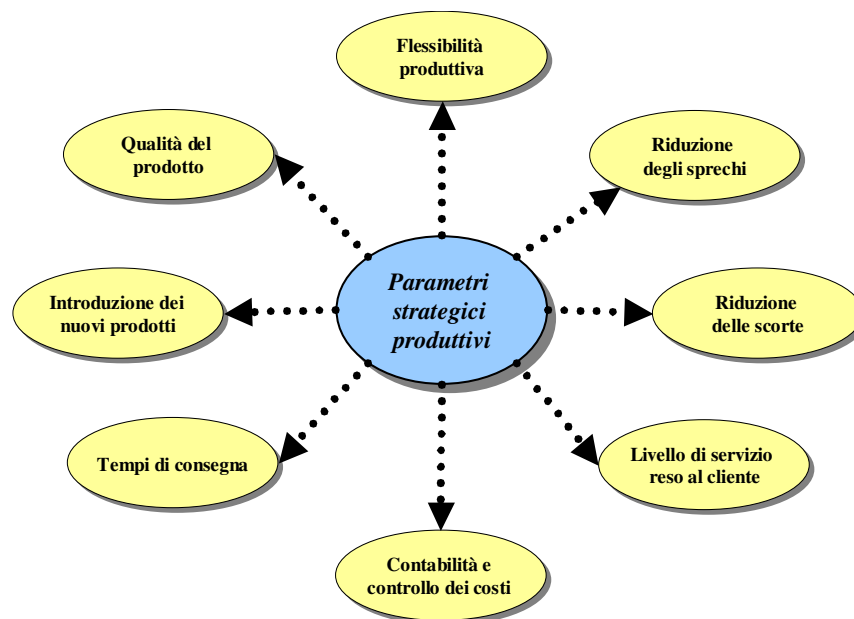 Flessibilità
produttiva
Qualità del
prodotto
Riduzione
degli sprechi
Parametri
strategici
produttivi
Introduzione dei
nuovi prodotti
Riduzione
delle scorte
Tempi di consegna
Livello di servizio
reso al cliente
Contabilità e
controllo dei costi